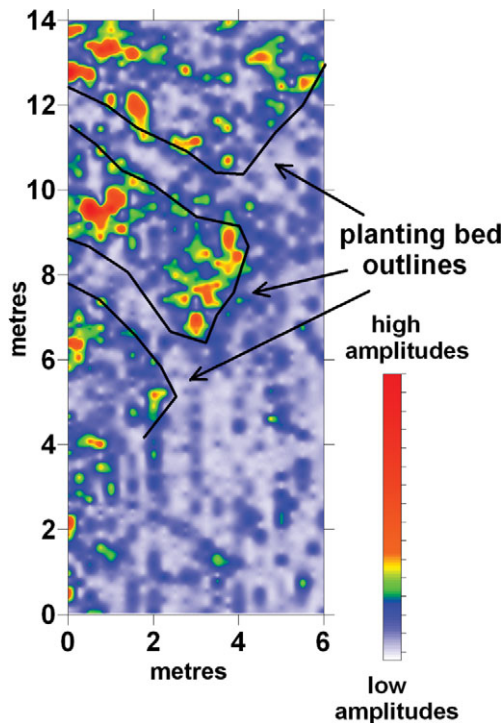 14
12
10
8
6
4
2
0
metres
0
2
4
6
metres
planting bed
outlines
high
amplitudes
low
amplitudes